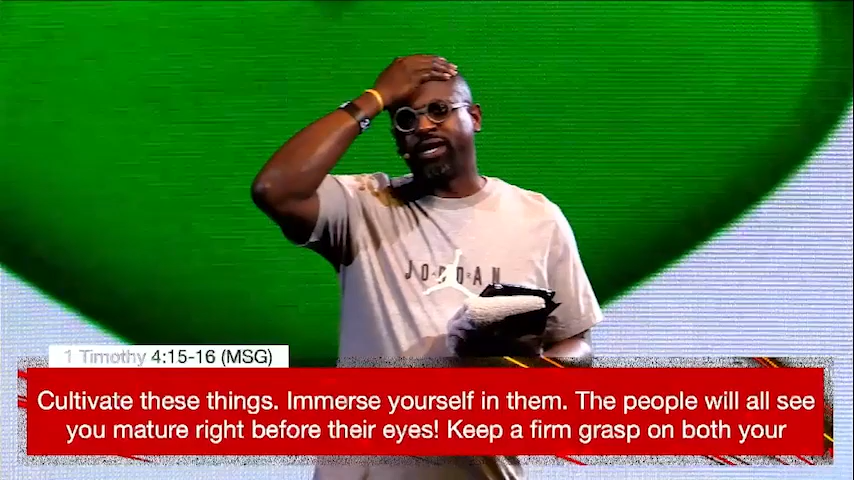 JORDAN
1 Timothy 4:15-16 (MSG)
Cultivate these things. Immerse yourself in them. The people will all see
you mature right before their eyes! Keep a firm grasp on both your